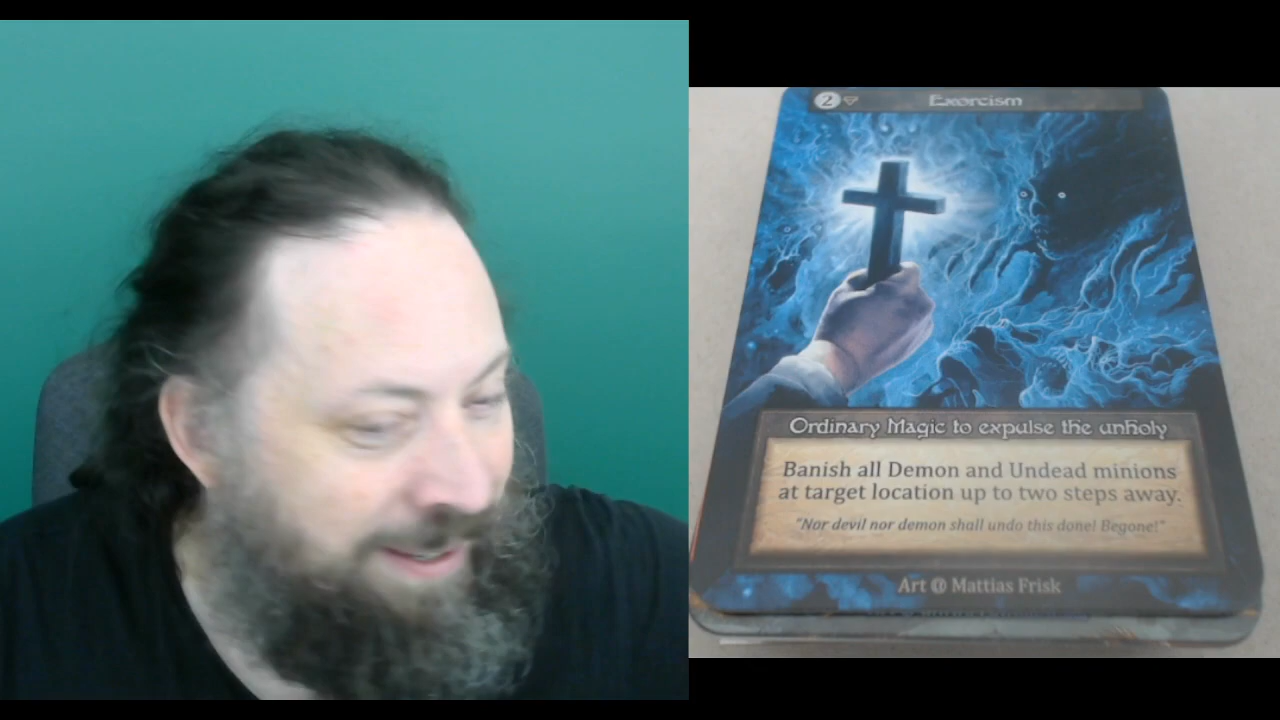 2 Exorcism
Ordinary Magic to expulse the unholy
Banish all Demon and Undead minions
at target location up to two steps away.
"Nor devil nor demon shall undo this done! Begone!"
Art @ Mattias Frisk